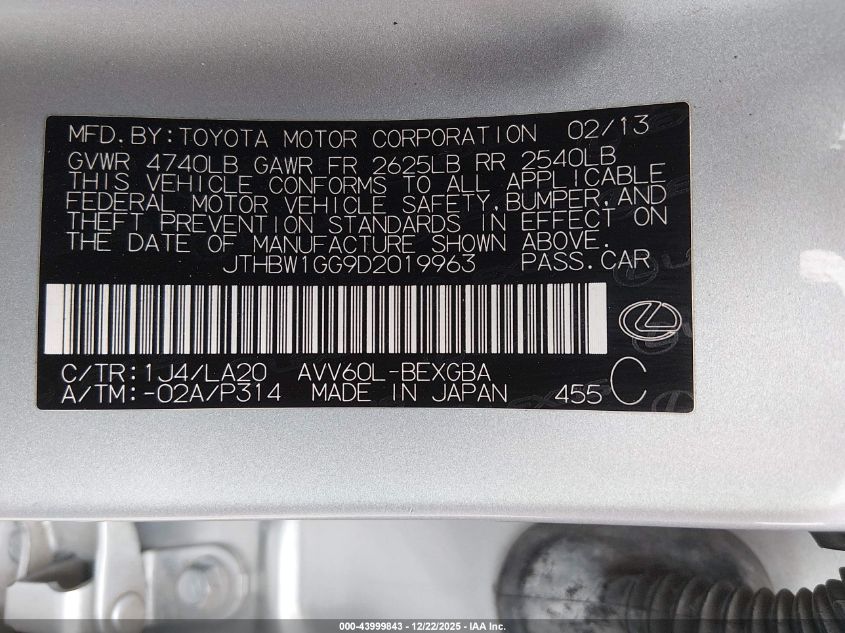 MFD. BY: TOYOTA MOTOR CORPORATION 02/13
GVWR 4740LB GAWR FR 2625LB RR 2540LB
THIS VEHICLE CONFORMS TO ALL APPLICABLE
FEDERAL MOTOR VEHICLE SAFETY, BUMPER, AND
THEFT PREVENTION STANDARDS IN EFFECT ON
THE DATE OF MANUFACTURE SHOWN ABOVE.
JTHBW1GG9D2019963 PASS. CAR
C/TR: 1J4/LA20 AVV60L-BEXGBA
A/TM: -02A/P314 MADE IN JAPAN 455 C
000-43999843 - 12/22/2025 - IAA Inc.